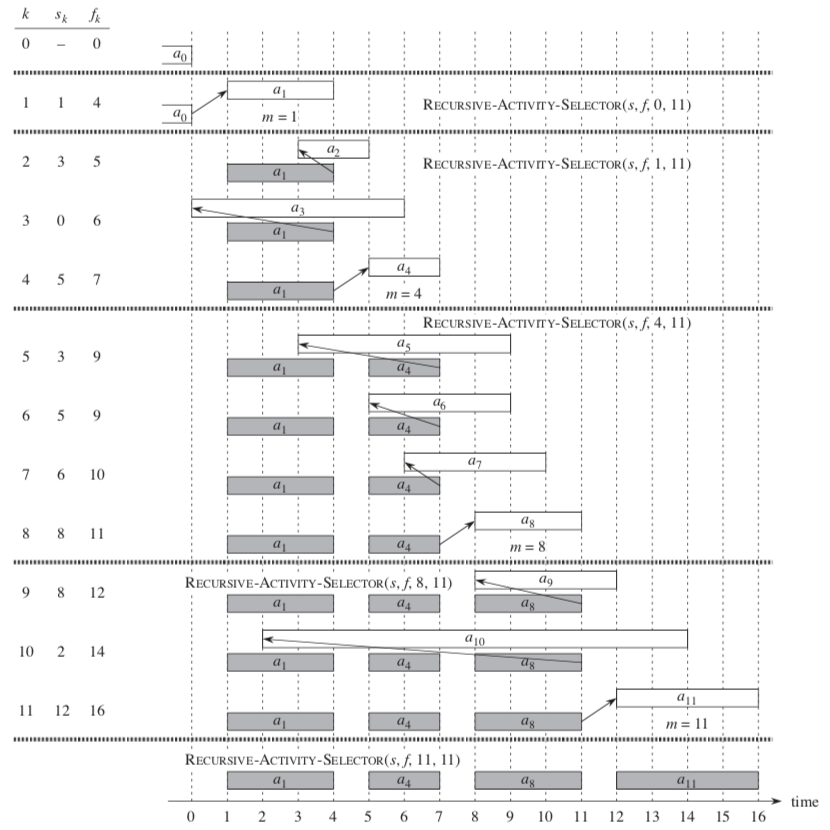 k s_k f_k
0 – 0
a_0
1 1 4
a_0
a_1
m = 1
RECURSIVE-ACTIVITY-SELECTOR(s, f, 0, 11)
2 3 5
a_2
a_1
RECURSIVE-ACTIVITY-SELECTOR(s, f, 1, 11)
3 0 6
a_3
a_1
4 5 7
a_4
a_1
m = 4
RECURSIVE-ACTIVITY-SELECTOR(s, f, 4, 11)
5 3 9
a_5
a_1 a_4
6 5 9
a_6
a_1 a_4
7 6 10
a_7
a_1 a_4
8 8 11
a_8
a_1 a_4
m = 8
9 8 12
a_9
RECURSIVE-ACTIVITY-SELECTOR(s, f, 8, 11)
a_1 a_4 a_8
10 2 14
a_10
a_1 a_4 a_8
11 12 16
a_11
a_1 a_4 a_8
m = 11
RECURSIVE-ACTIVITY-SELECTOR(s, f, 11, 11)
a_1 a_4 a_8 a_11
time
0 1 2 3 4 5 6 7 8 9 10 11 12 13 14 15 16